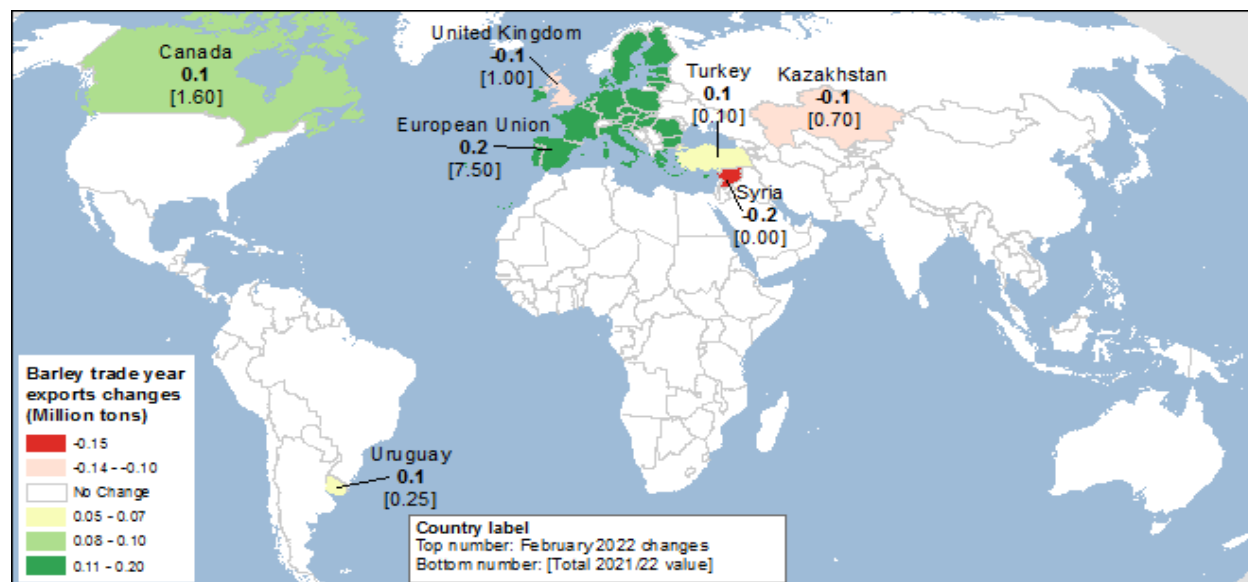 Canada
0.1
[1.60]
United Kingdom
-0.1
[1.00]
European Union
0.2
[7.50]
Turkey
0.1
[0.10]
Kazakhstan
-0.1
[0.70]
Syria
-0.2
[0.00]
Uruguay
0.1
[0.25]
Barley trade year
exports changes
(Million tons)
-0.15
-0.14 - -0.10
No Change
0.05 - 0.07
0.08 - 0.10
0.11 - 0.20
Country label
Top number: February 2022 changes
Bottom number: [Total 2021/22 value]